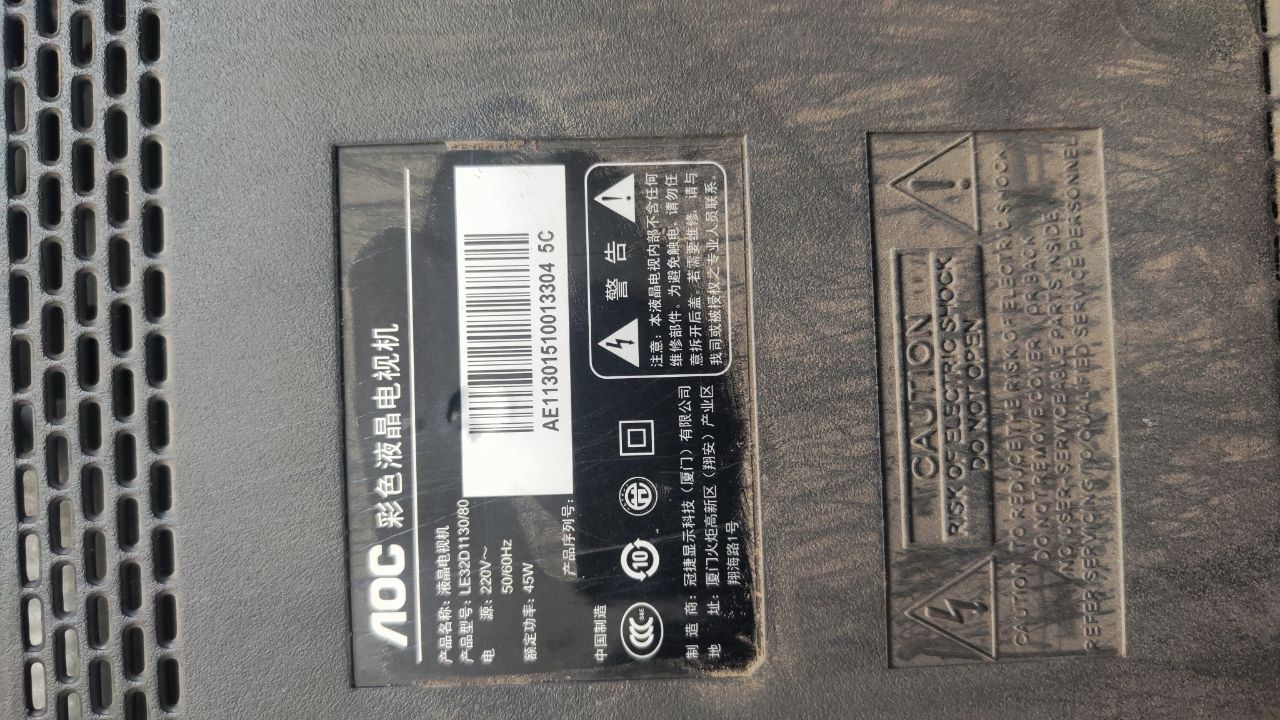 AOC 彩色液晶电视机
产品名称：液晶电视机
产品型号：LE32D1130/80
电 源：220V～
50/60Hz
额定功率：45W
产品序列号：
AE11301510013304 5C
中国制造
CCC S&E
10
警告
注意：本液晶电视内部不含任何
维修部件。为避免触电，请勿任
意拆开后盖。若需要维修，请与
我司或被授权之专业人员联系。
制 造 商：冠捷显示科技（厦门）有限公司
地 址：厦门火炬高新区（翔安）产业区
翔海路1号
CAUTION
RISK OF ELECTRIC SHOCK
DO NOT OPEN
CAUTION: TO REDUCE THE RISK OF ELECTRIC SHOCK,
DO NOT REMOVE COVER OR BACK
NO USER-SERVICEABLE PARTS INSIDE.
REFER SERVICING TO QUALIFIED SERVICE PERSONNEL